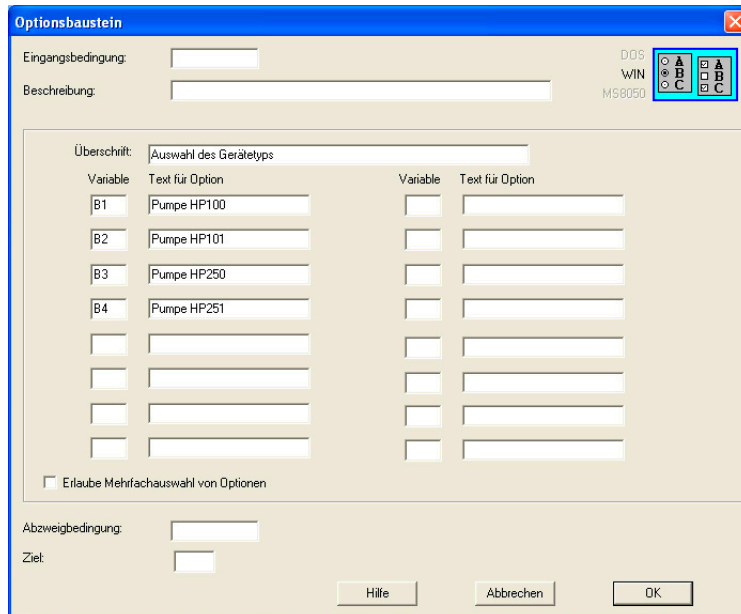 Optionsbaustein
Eingangsbedingung:
Beschreibung:
DOS
WIN
MS8050
A
B
C
A
B
C
Überschrift:
Auswahl des Gerätetyps
Variable Text für Option Variable Text für Option
B1 Pumpe HP100
B2 Pumpe HP101
B3 Pumpe HP250
B4 Pumpe HP251
Erlaube Mehrfachauswahl von Optionen
Abzweigbedingung:
Ziel:
Hilfe Abbrechen OK